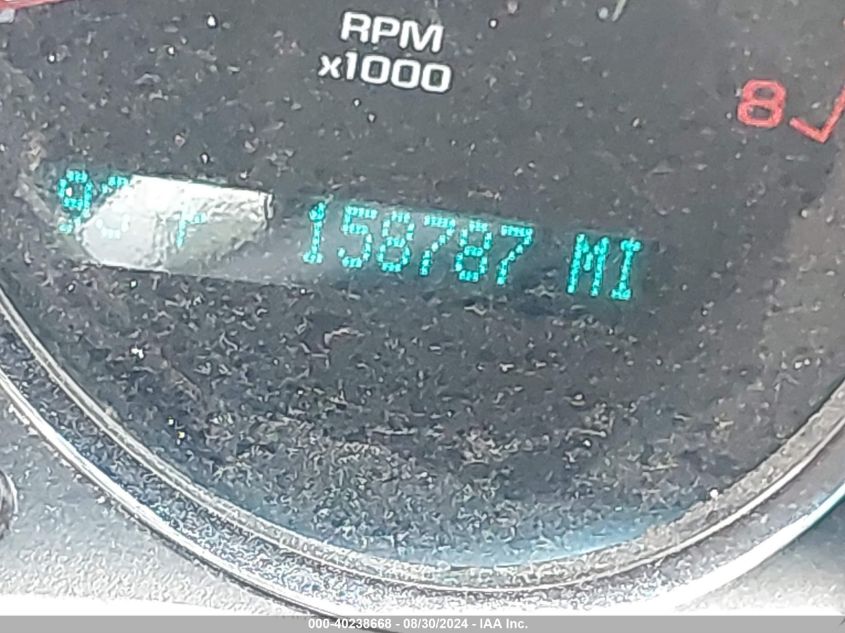 RPM
x1000
8
158787 MI
000-40238668 - 08/30/2024 - IAA Inc.